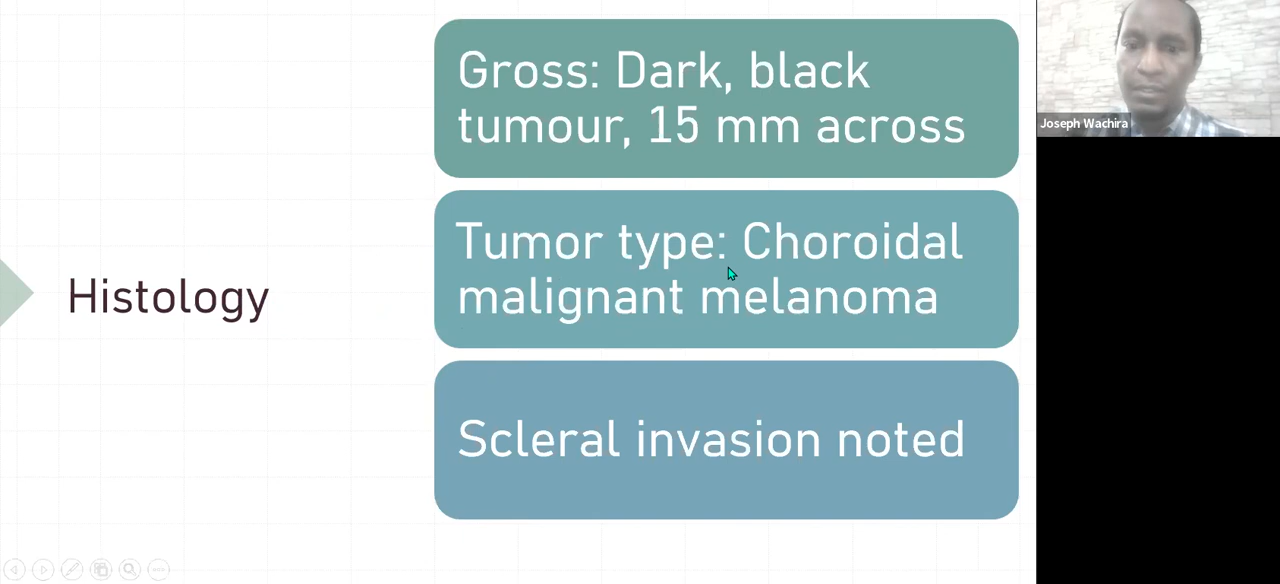 Histology
Gross: Dark, black
tumour, 15 mm across
Tumor type: Choroidal
malignant melanoma
Scleral invasion noted
Joseph Wachira